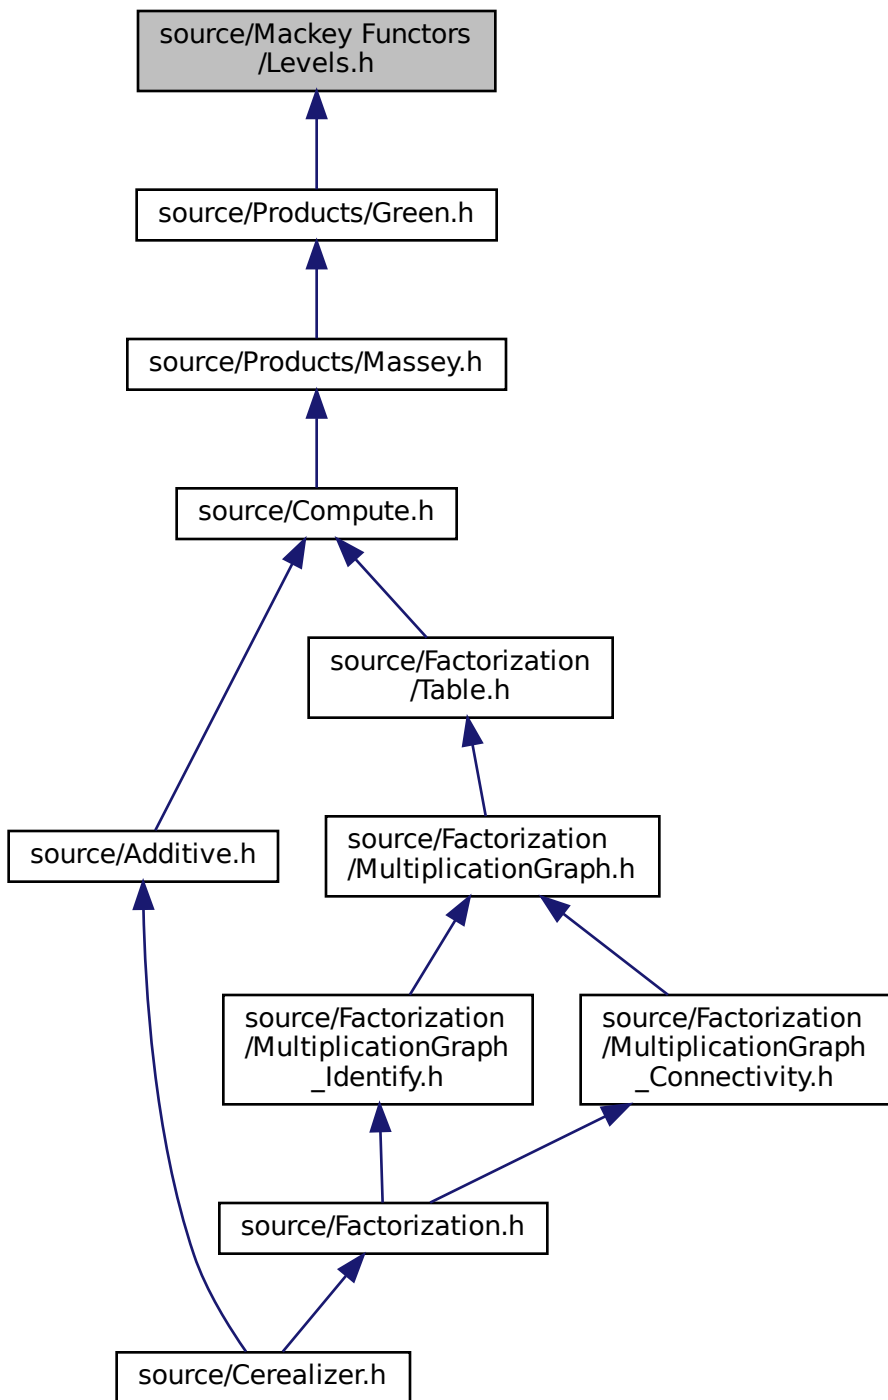 source/Mackey Functors
/Levels.h
source/Products/Green.h
source/Products/Massey.h
source/Compute.h
source/Factorization
/Table.h
source/Additive.h
source/Factorization
/MultiplicationGraph.h
source/Factorization
/MultiplicationGraph
_Identify.h
source/Factorization
/MultiplicationGraph
_Connectivity.h
source/Factorization.h
source/Cerealizer.h